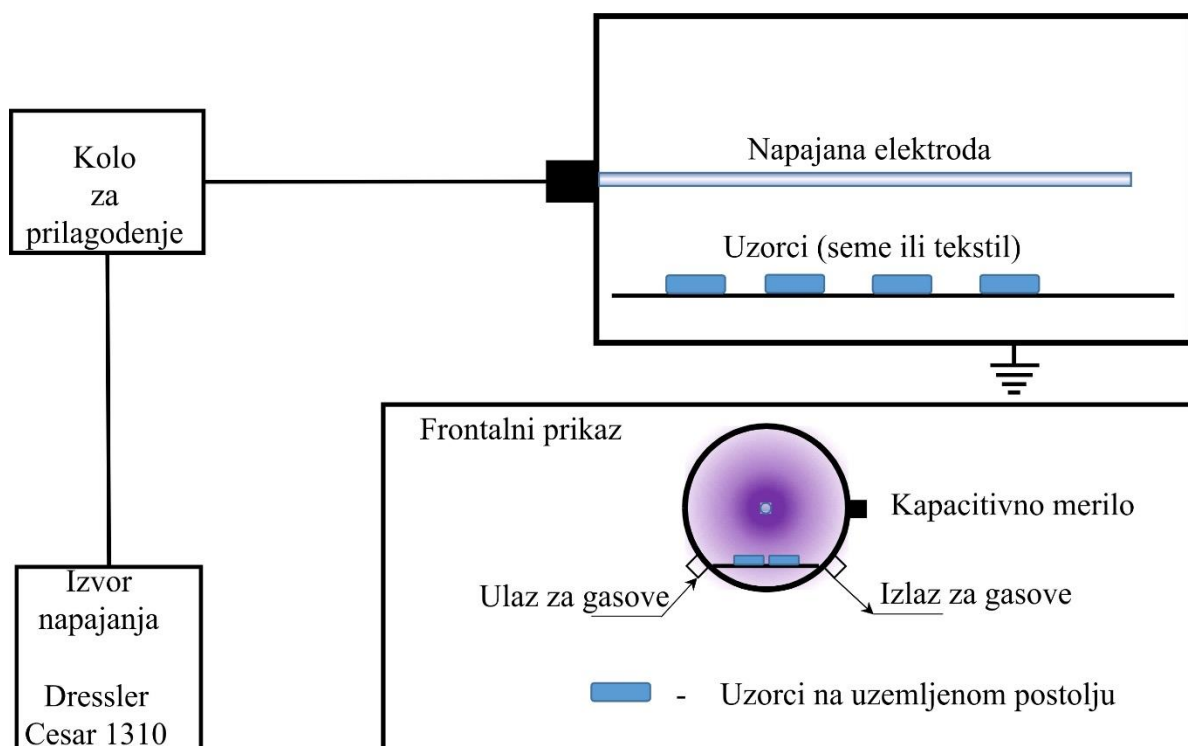 Kolo
za
prilagođenje
Napajana elektroda
Uzorci (seme ili tekstil)
Frontalni prikaz
Kapacitivno merilo
Ulaz za gasove
Izlaz za gasove
- Uzorci na uzemljenom postolju
Izvor
napajanja
Dressler
Cesar 1310